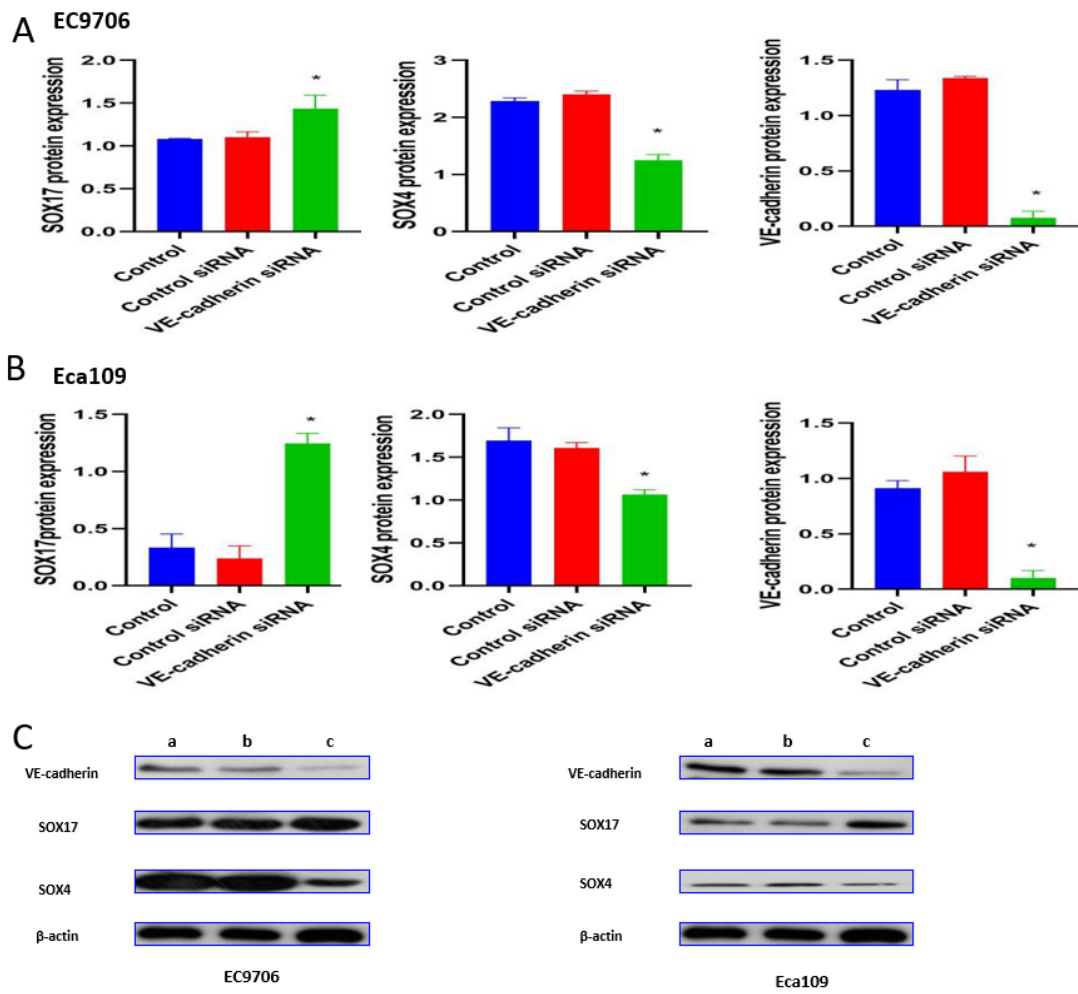 A EC9706
SOX17 protein expression
2.0
1.5
1.0
0.5
0.0
*
Control
Control siRNA
VE-cadherin siRNA
SOX4 protein expression
3
2
1
0
*
Control
Control siRNA
VE-cadherin siRNA
VE-cadherin protein expression
1.5
1.0
0.5
0.0
*
Control
Control siRNA
VE-cadherin siRNA
B Eca109
SOX17protein expression
1.5
1.0
0.5
0.0
*
Control
Control siRNA
VE-cadherin siRNA
SOX4 protein expression
2.0
1.5
1.0
0.5
0.0
*
Control
Control siRNA
VE-cadherin siRNA
VE-cadherin protein expression
1.5
1.0
0.5
0.0
*
Control
Control siRNA
VE-cadherin siRNA
C
a b c
VE-cadherin
SOX17
SOX4
β-actin
EC9706
a b c
VE-cadherin
SOX17
SOX4
β-actin
Eca109